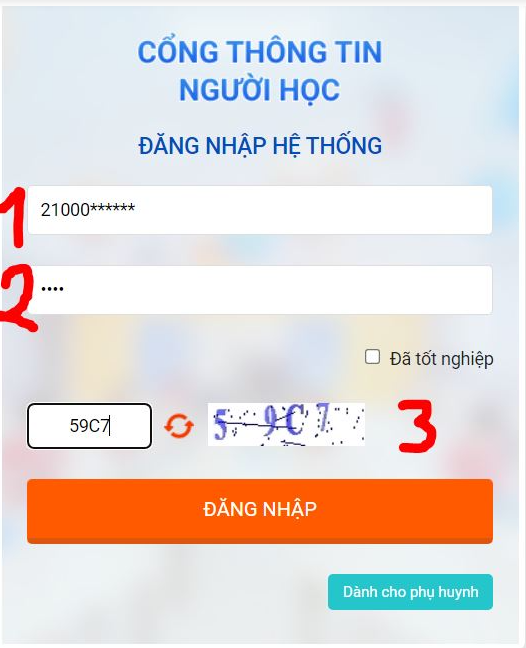 CỔNG THÔNG TIN
NGƯỜI HỌC
ĐĂNG NHẬP HỆ THỐNG
1
21000******
2
••••
Đã tốt nghiệp
59C7
59C7
3
ĐĂNG NHẬP
Dành cho phụ huynh